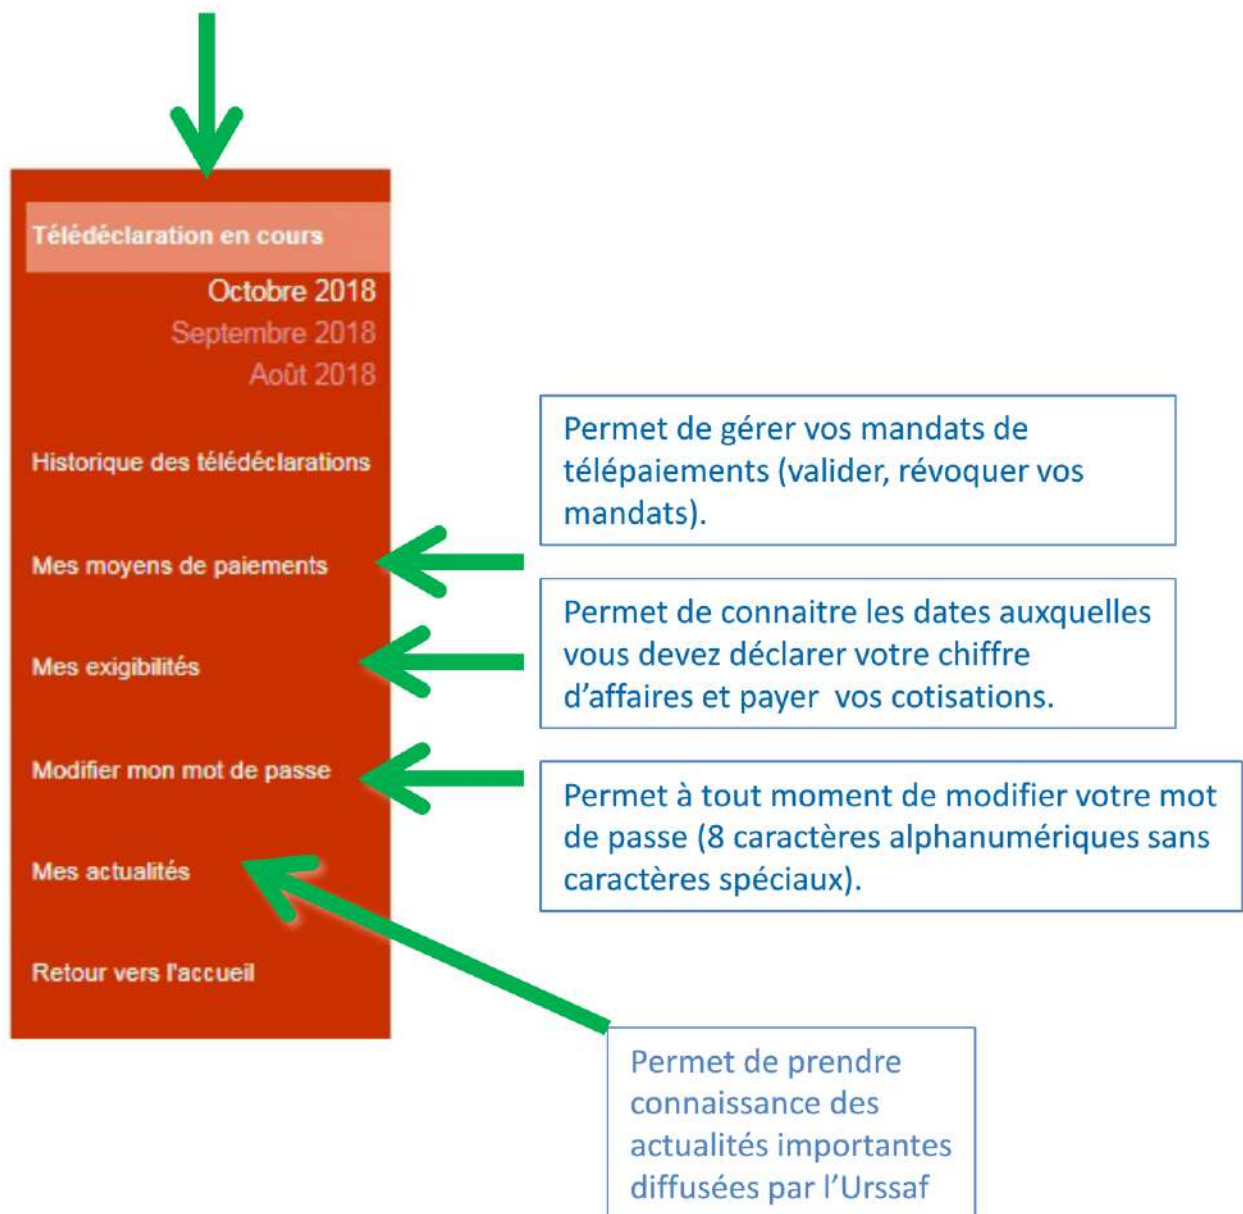 Télédéclaration en cours
Octobre 2018
Septembre 2018
Août 2018
Historique des télédéclarations
Mes moyens de paiements
Mes exigibilités
Modifier mon mot de passe
Mes actualités
Retour vers l'accueil
Permet de gérer vos mandats de
télépaiements (valider, révoquer vos
mandats).
Permet de connaitre les dates auxquelles
vous devez déclarer votre chiffre
d’affaires et payer vos cotisations.
Permet à tout moment de modifier votre mot
de passe (8 caractères alphanumériques sans
caractères spéciaux).
Permet de prendre
connaissance des
actualités importantes
diffusées par l’Urssaf